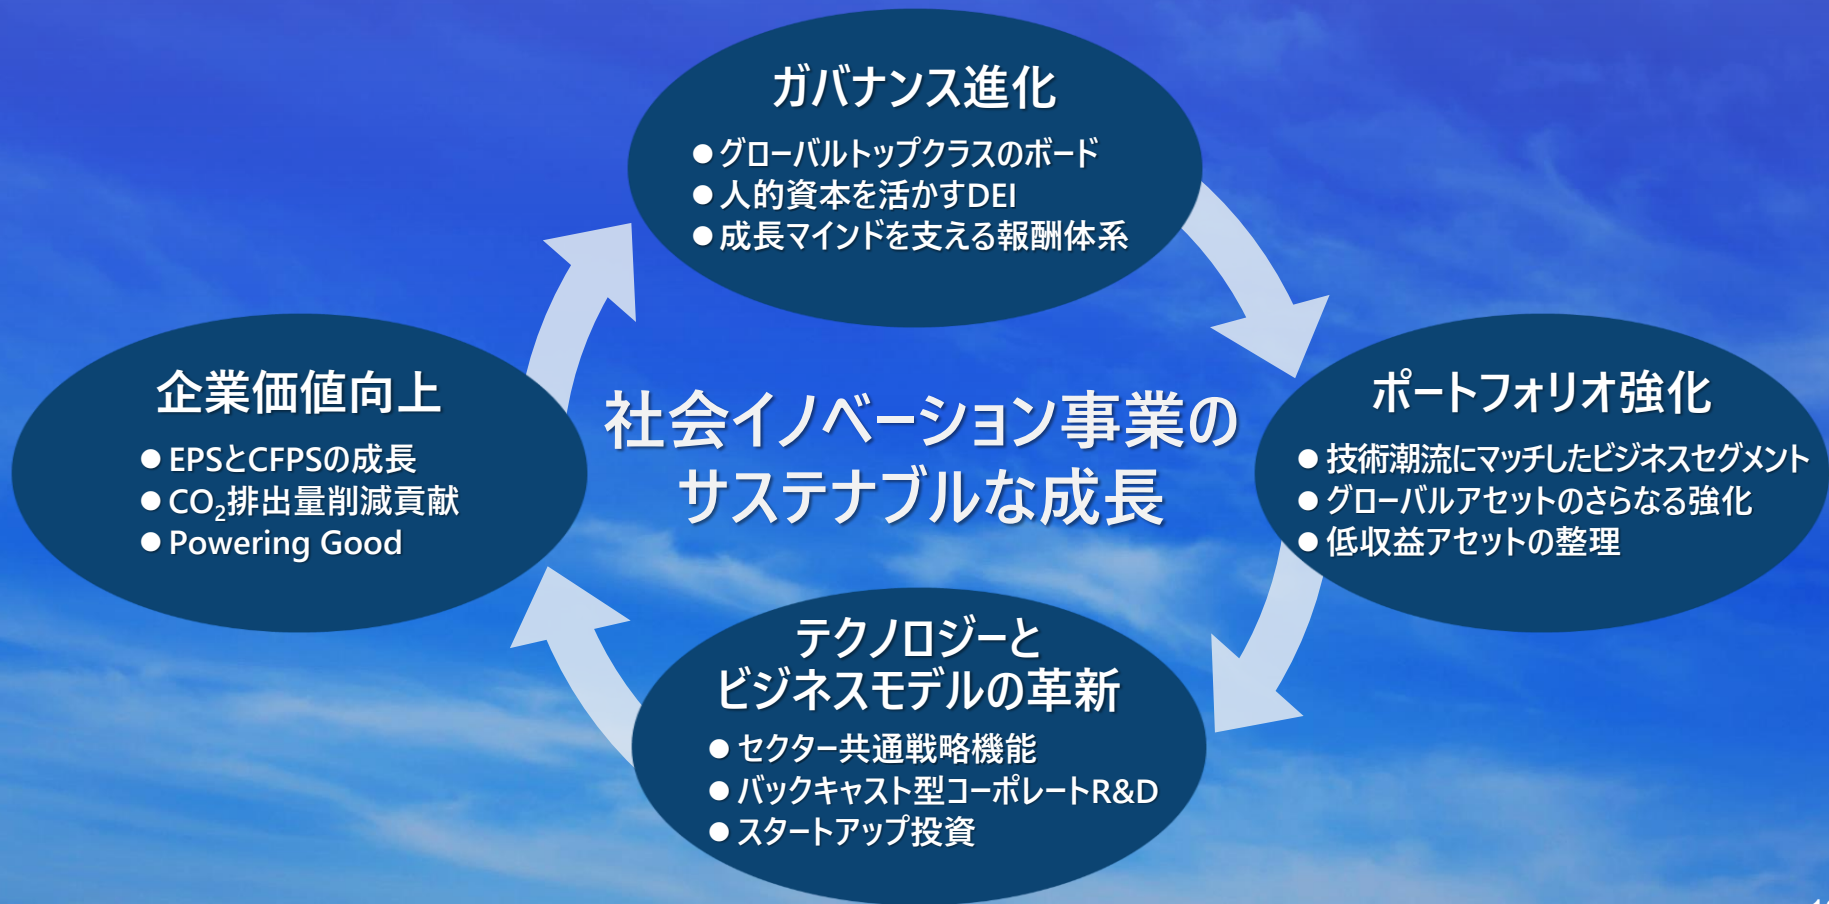 ガバナンス進化
●グローバルトップクラスのボード
●人的資本を活かすDEI
●成長マインドを支える報酬体系
企業価値向上
●EPSとCFPSの成長
●CO₂排出量削減貢献
●Powering Good
社会イノベーション事業の
サステナブルな成長
ポートフォリオ強化
●技術潮流にマッチしたビジネスセグメント
●グローバルアセットのさらなる強化
●低収益アセットの整理
テクノロジーと
ビジネスモデルの革新
●セクター共通戦略機能
●バックキャスト型コーポレートR&D
●スタートアップ投資